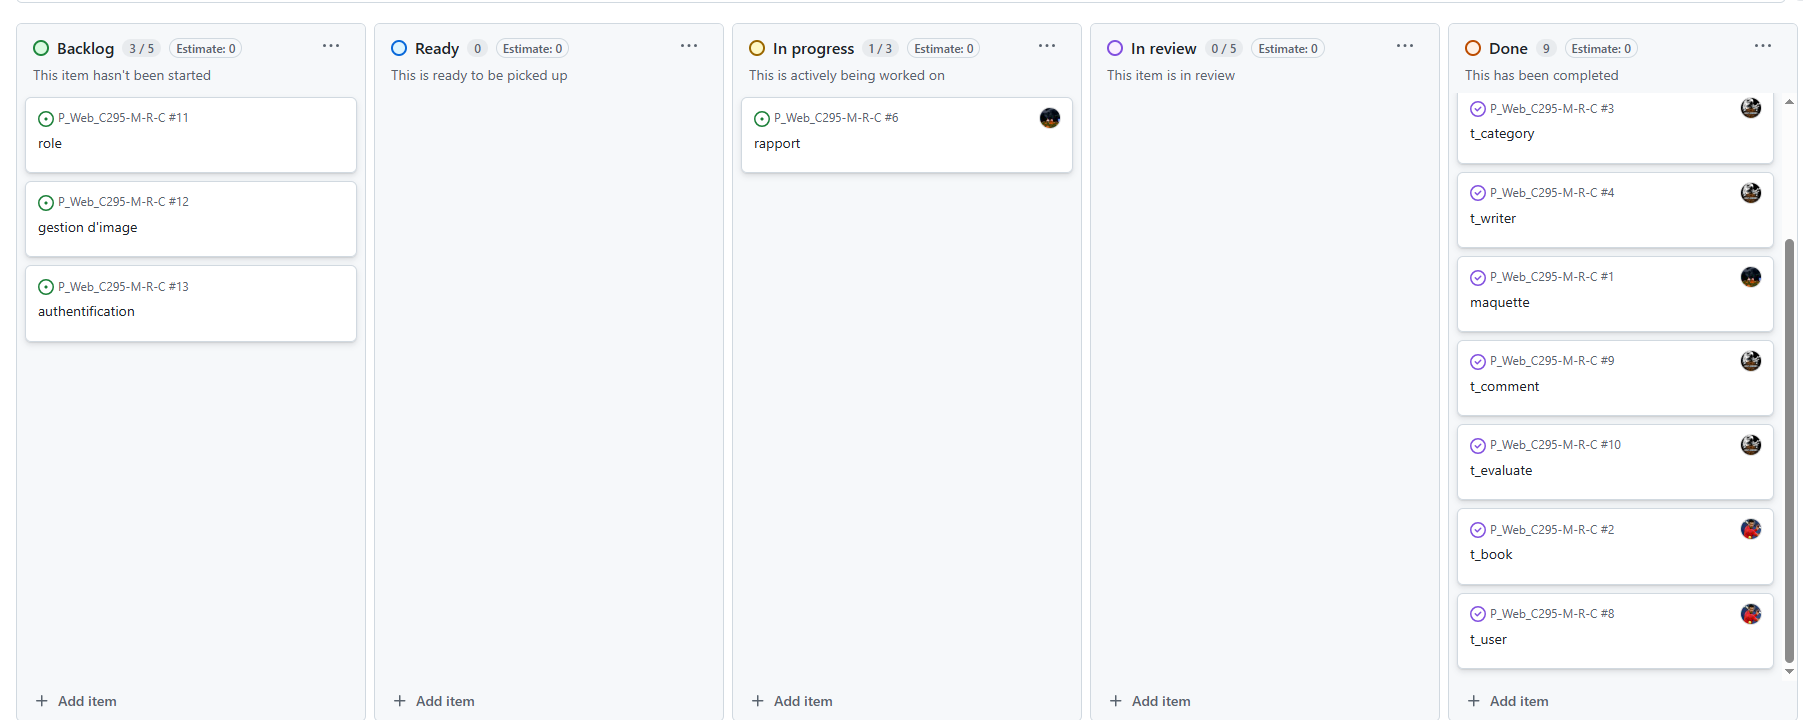 Backlog 3 / 5 Estimate: 0
This item hasn't been started
P_Web_C295-M-R-C #11
role
P_Web_C295-M-R-C #12
gestion d'image
P_Web_C295-M-R-C #13
authentification
Add item
Ready 0 Estimate: 0
This is ready to be picked up
Add item
In progress 1 / 3 Estimate: 0
This is actively being worked on
P_Web_C295-M-R-C #6
rapport
Add item
In review 0 / 5 Estimate: 0
This item is in review
Add item
Done 9 Estimate: 0
This has been completed
P_Web_C295-M-R-C #3
t_category
P_Web_C295-M-R-C #4
t_writer
P_Web_C295-M-R-C #1
maquette
P_Web_C295-M-R-C #9
t_comment
P_Web_C295-M-R-C #10
t_evaluate
P_Web_C295-M-R-C #2
t_book
P_Web_C295-M-R-C #8
t_user
Add item